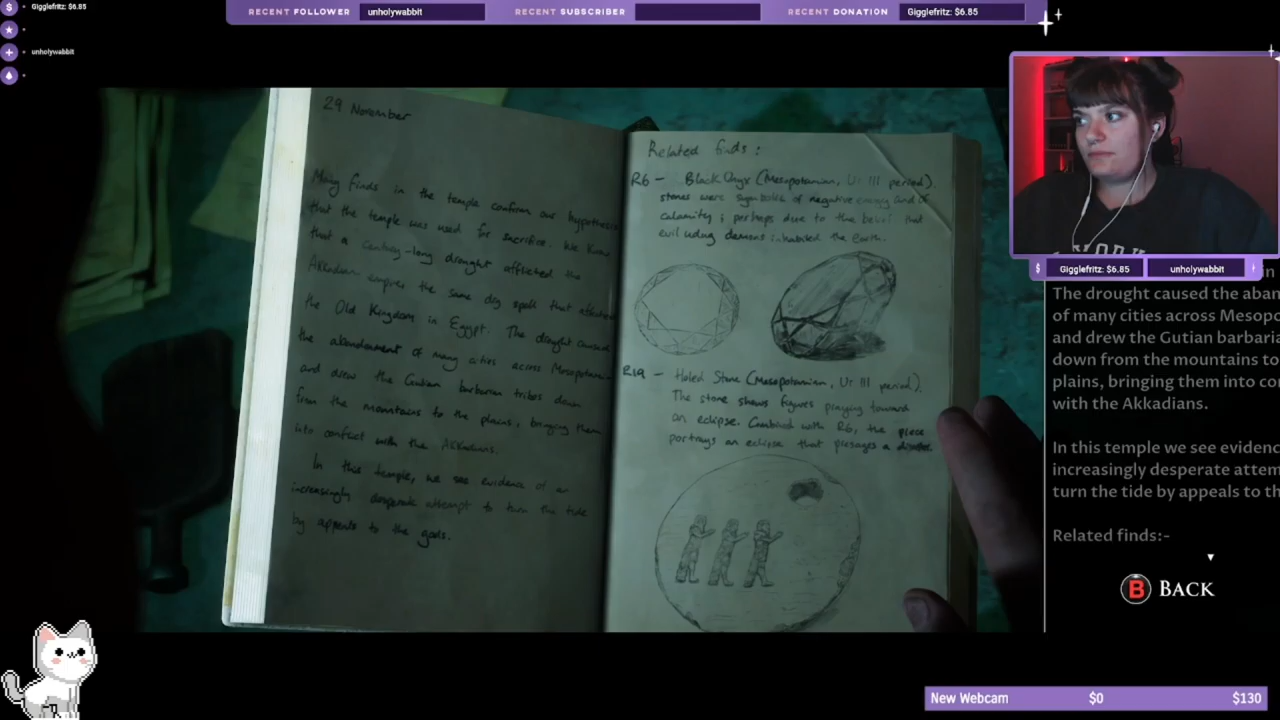 Gigglefritz: $6.85
unholywabbit
RECENT FOLLOWER
unholywabbit
RECENT SUBSCRIBER
RECENT DONATION
Gigglefritz: $6.85
29 November
Many finds in the temple confirm our hypothesis
that the temple was used for sacrifice. We know
that a century-long drought afflicted the
Akkadian empire the same dry spell that affected
the Old Kingdom in Egypt. The drought caused
the abandonment of many cities across Mesopotamia
and drew the Gutian barbarian tribes down
from the mountains to the plains, bringing them
into conflict with the Akkadians.
In this temple, we see evidence of an
increasingly desperate attempt to turn the tide
by appeals to the gods.
Related finds:
R6 - Black Onyx (Mesopotamian, Ur III period).
stones were symbolic of negative energy and of
calamity; perhaps due to the belief that
evil udug demons inhabited the Earth.
R19 - Holed Stone (Mesopotamian, Ur III period).
The stone shows figures praying toward
an eclipse. Combined with R6, the piece
portrays an eclipse that presages a disaster.
YORK
$ Gigglefritz: $6.85
unholywabbit
in
The drought caused the aban
of many cities across Mesopo
and drew the Gutian barbaria
down from the mountains to
plains, bringing them into co
with the Akkadians.
In this temple we see evidenc
increasingly desperate attem
turn the tide by appeals to th
Related finds:-
B BACK
New Webcam $0 $130